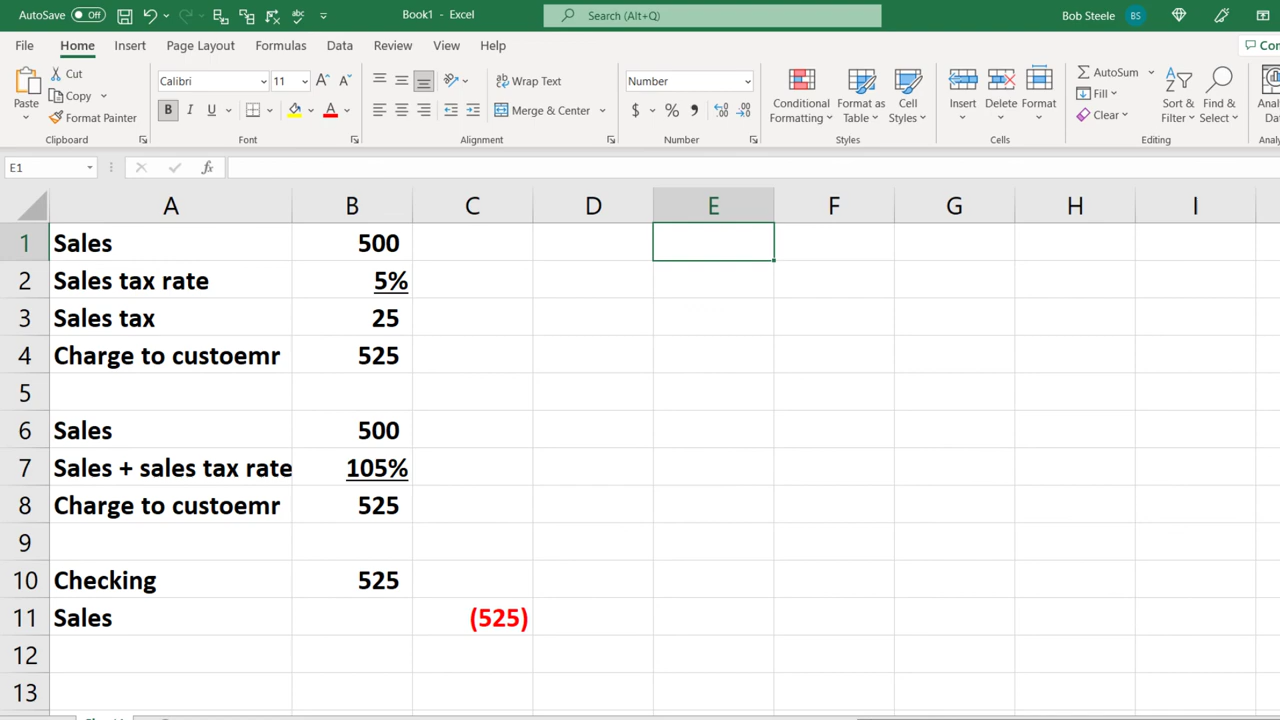 AutoSave Off Book1 - Excel Search (Alt+Q) Bob Steele BS
File Home Insert Page Layout Formulas Data Review View Help
Paste Cut Copy Format Painter Clipboard
Calibri 11 A A B I U A Font
ab Wrap Text Merge & Center Alignment
Number $ % , Number
Conditional Formatting Format as Table Cell Styles Styles
Insert Delete Format Cells
AutoSum Fill Clear Sort & Filter Find & Select Editing
E1 fx
A B C D E F G H I
1 Sales 500
2 Sales tax rate 5%
3 Sales tax 25
4 Charge to custoemr 525
5
6 Sales 500
7 Sales + sales tax rate 105%
8 Charge to custoemr 525
9
10 Checking 525
11 Sales (525)
12
13